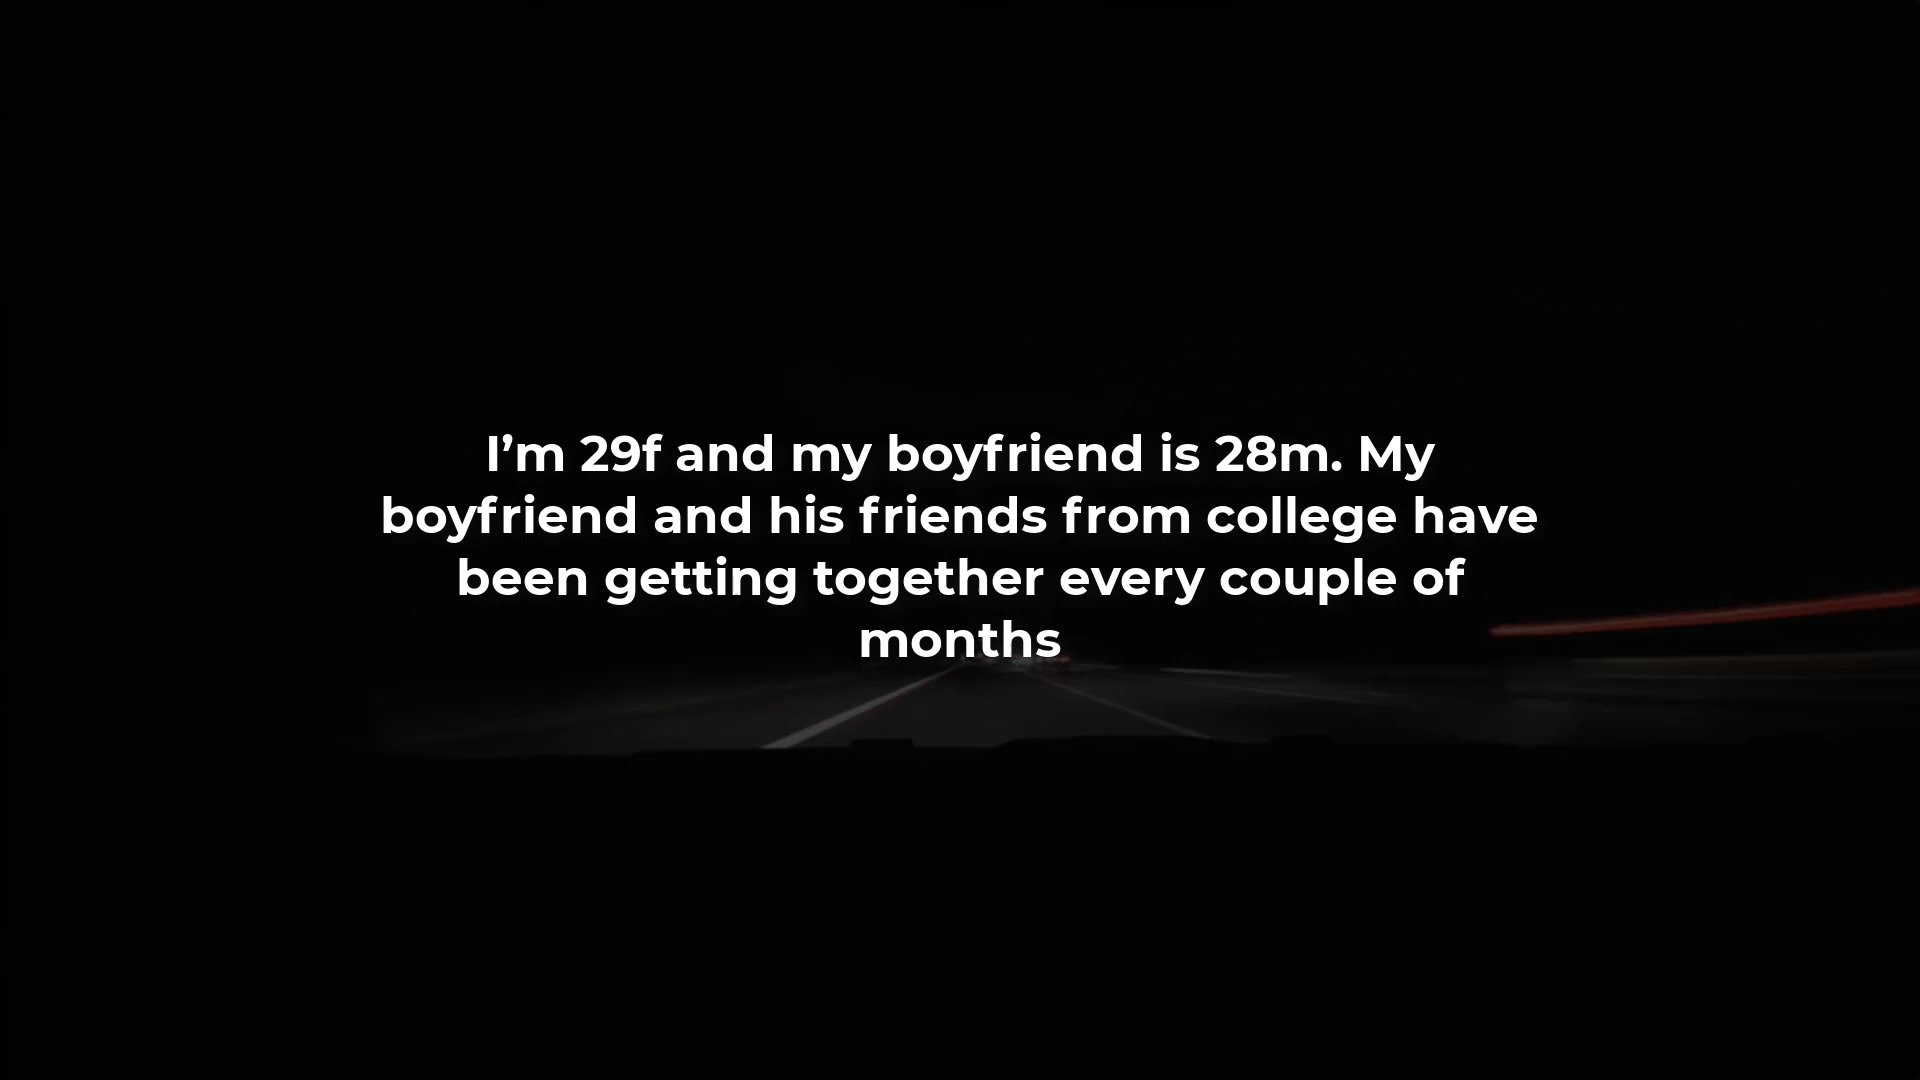 I’m 29f and my boyfriend is 28m. My
boyfriend and his friends from college have
been getting together every couple of
months